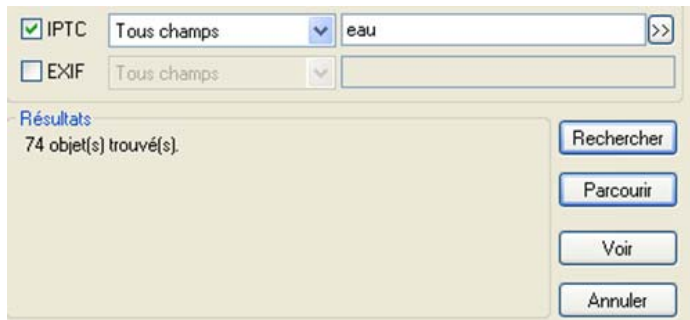 IPTC Tous champs eau >>
EXIF Tous champs
Résultats
74 objet(s) trouvé(s).
Rechercher
Parcourir
Voir
Annuler